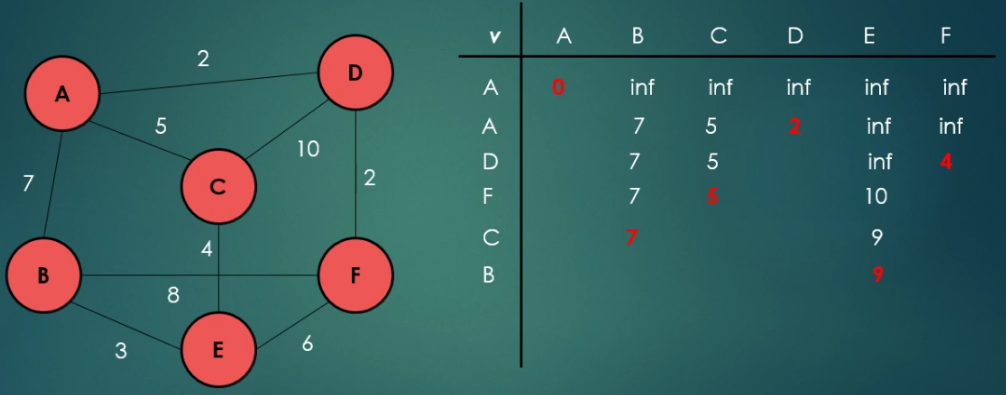 A
D
C
B
F
E
2
5
10
7
2
4
8
3
6
v A B C D E F
A 0 inf inf inf inf inf
A 7 5 2 inf inf
D 7 5 inf 4
F 7 5 10
C 7 9
B 9